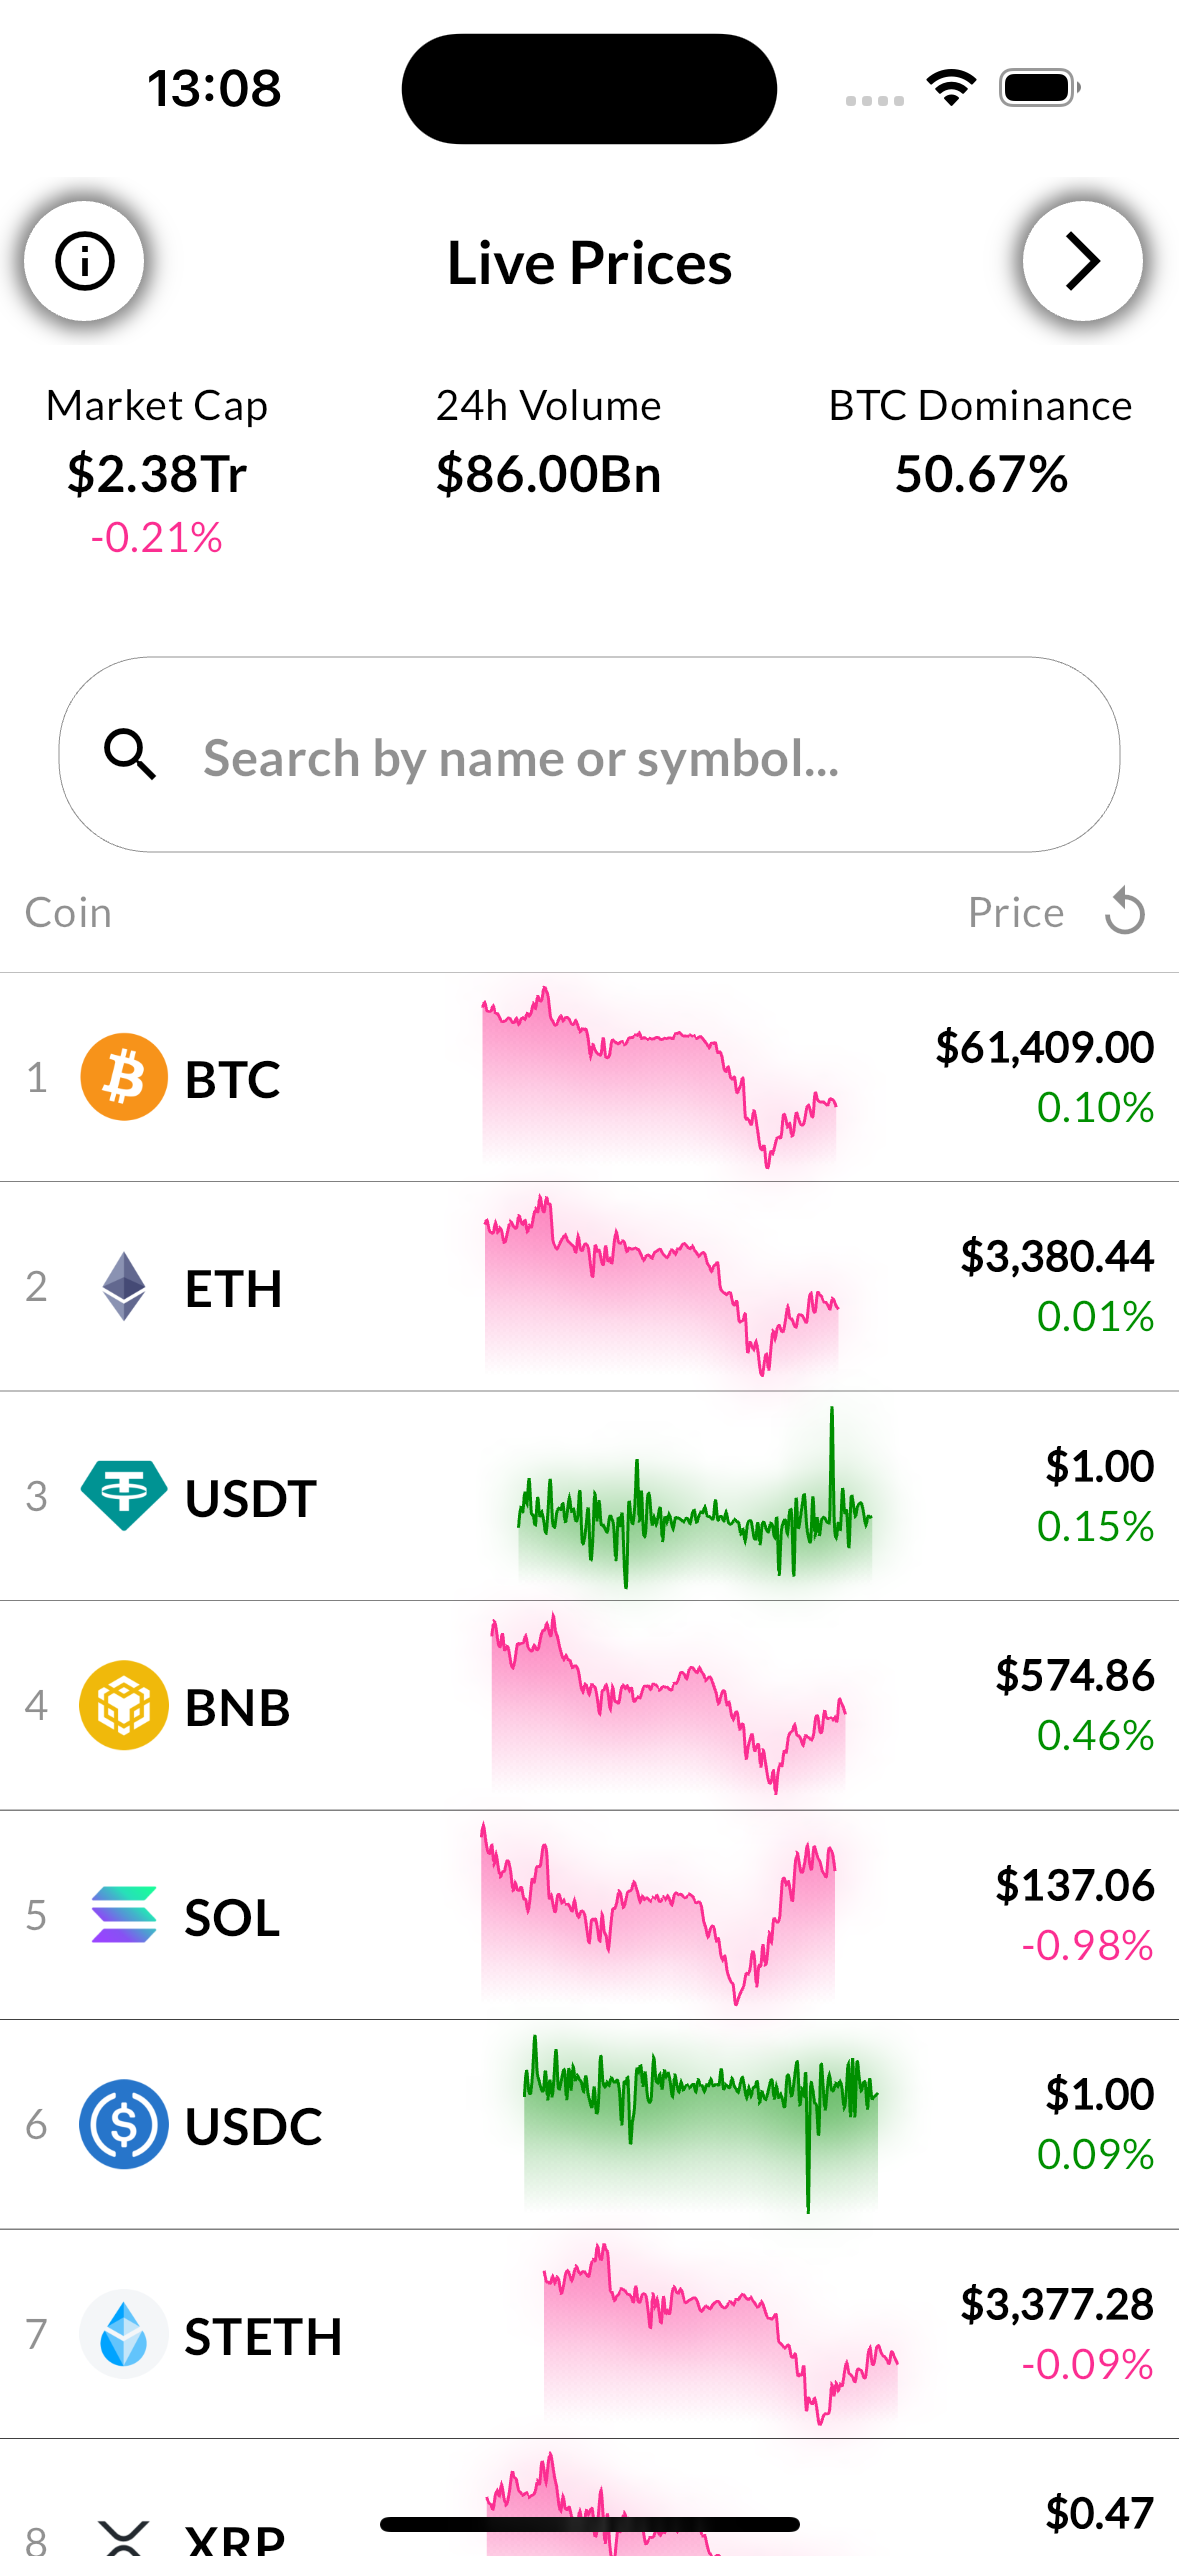 13:08
Live Prices
Market Cap
$2.38Tr
-0.21%
24h Volume
$86.00Bn
BTC Dominance
50.67%
Search by name or symbol...
Coin Price
1 BTC $61,409.00
0.10%
2 ETH $3,380.44
0.01%
3 USDT $1.00
0.15%
4 BNB $574.86
0.46%
5 SOL $137.06
-0.98%
6 USDC $1.00
0.09%
7 STETH $3,377.28
-0.09%
8 XRP $0.47